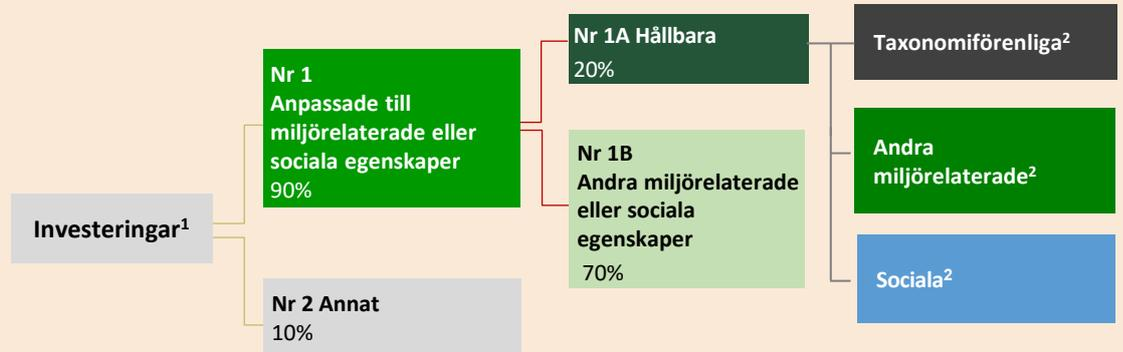 Investeringar¹
Nr 1
Anpassade till
miljörelaterade eller
sociala egenskaper
90%
Nr 2 Annat
10%
Nr 1A Hållbara
20%
Nr 1B
Andra miljörelaterade
eller sociala
egenskaper
70%
Taxonomiförenliga²
Andra
miljörelaterade²
Sociala²